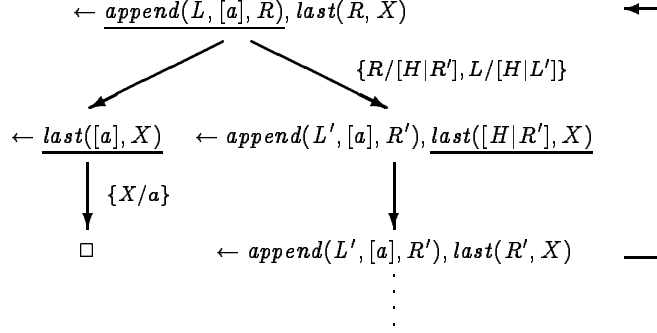 ← append(L, [a], R), last(R, X)
{R/[H|R′], L/[H|L′]}
← last([a], X) ← append(L′, [a], R′), last([H|R′], X)
{X/a}
□ ← append(L′, [a], R′), last(R′, X)